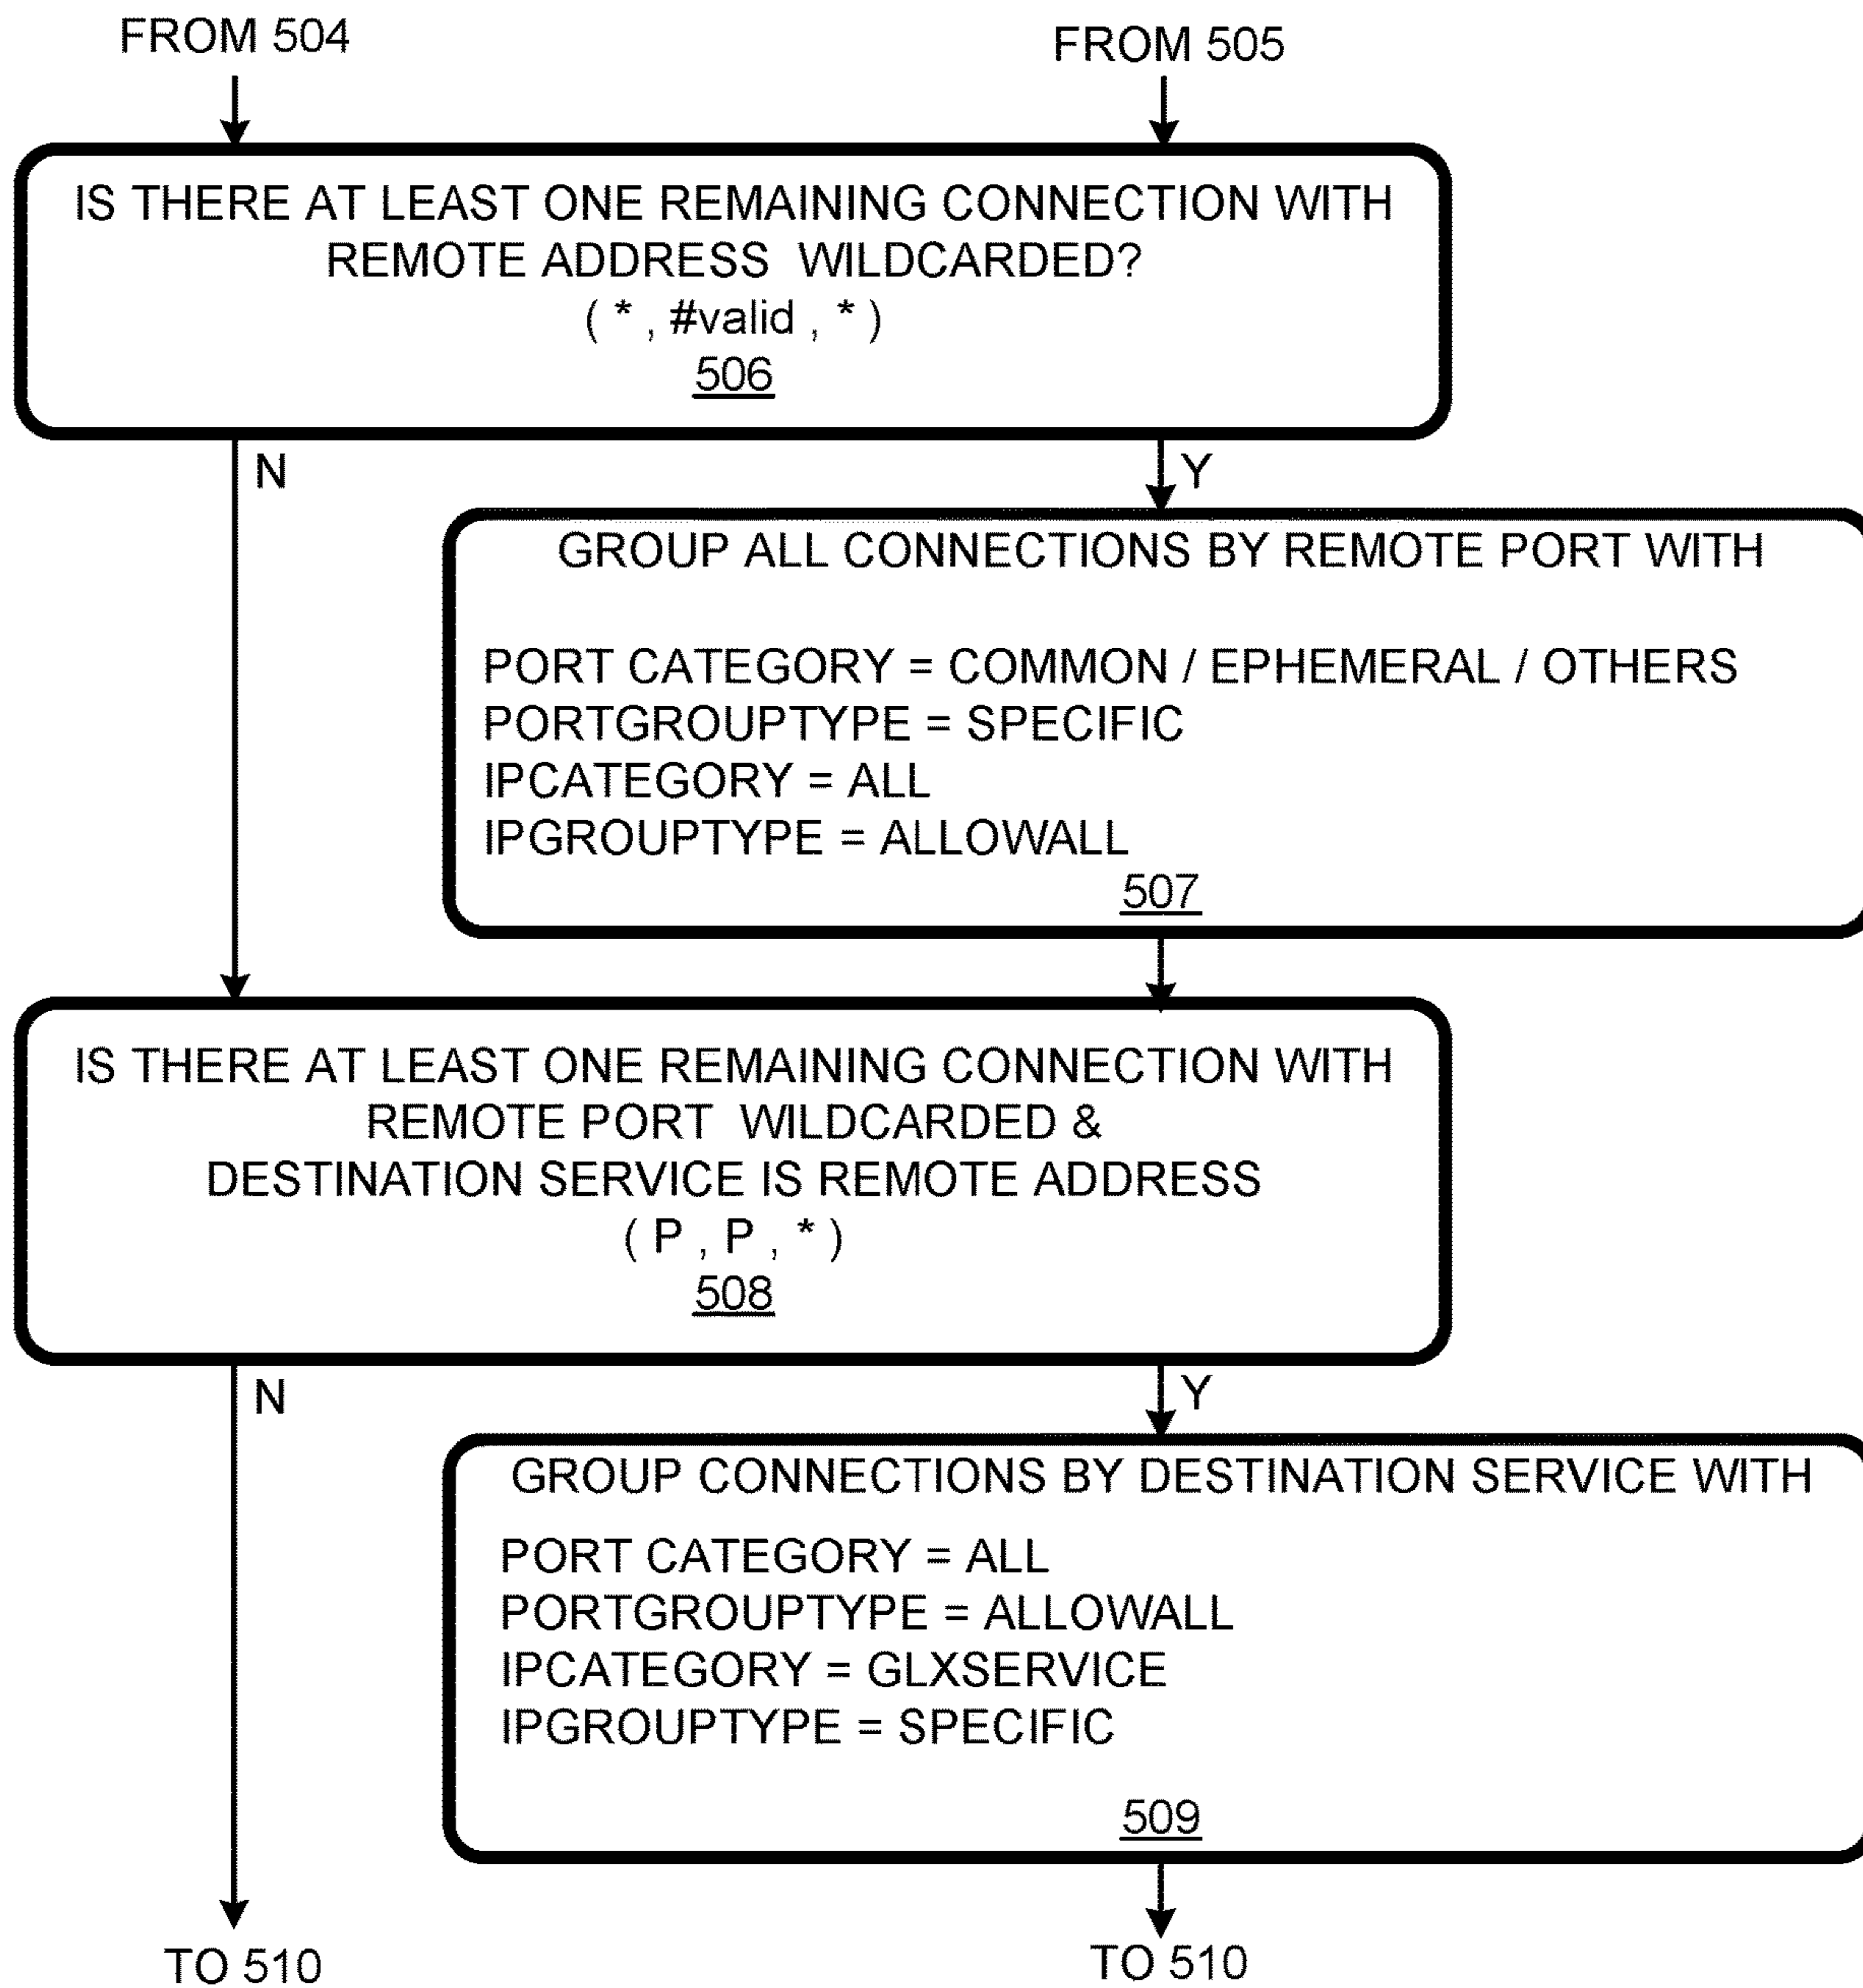 FROM 504
FROM 505
IS THERE AT LEAST ONE REMAINING CONNECTION WITH
REMOTE ADDRESS WILDCARDED?
( * , #valid , * )
506
N
Y
GROUP ALL CONNECTIONS BY REMOTE PORT WITH
PORT CATEGORY = COMMON / EPHEMERAL / OTHERS
PORTGROUPTYPE = SPECIFIC
IPCATEGORY = ALL
IPGROUPTYPE = ALLOWALL
507
IS THERE AT LEAST ONE REMAINING CONNECTION WITH
REMOTE PORT WILDCARDED &
DESTINATION SERVICE IS REMOTE ADDRESS
( P , P , * )
508
N
Y
GROUP CONNECTIONS BY DESTINATION SERVICE WITH
PORT CATEGORY = ALL
PORTGROUPTYPE = ALLOWALL
IPCATEGORY = GLXSERVICE
IPGROUPTYPE = SPECIFIC
509
TO 510
TO 510